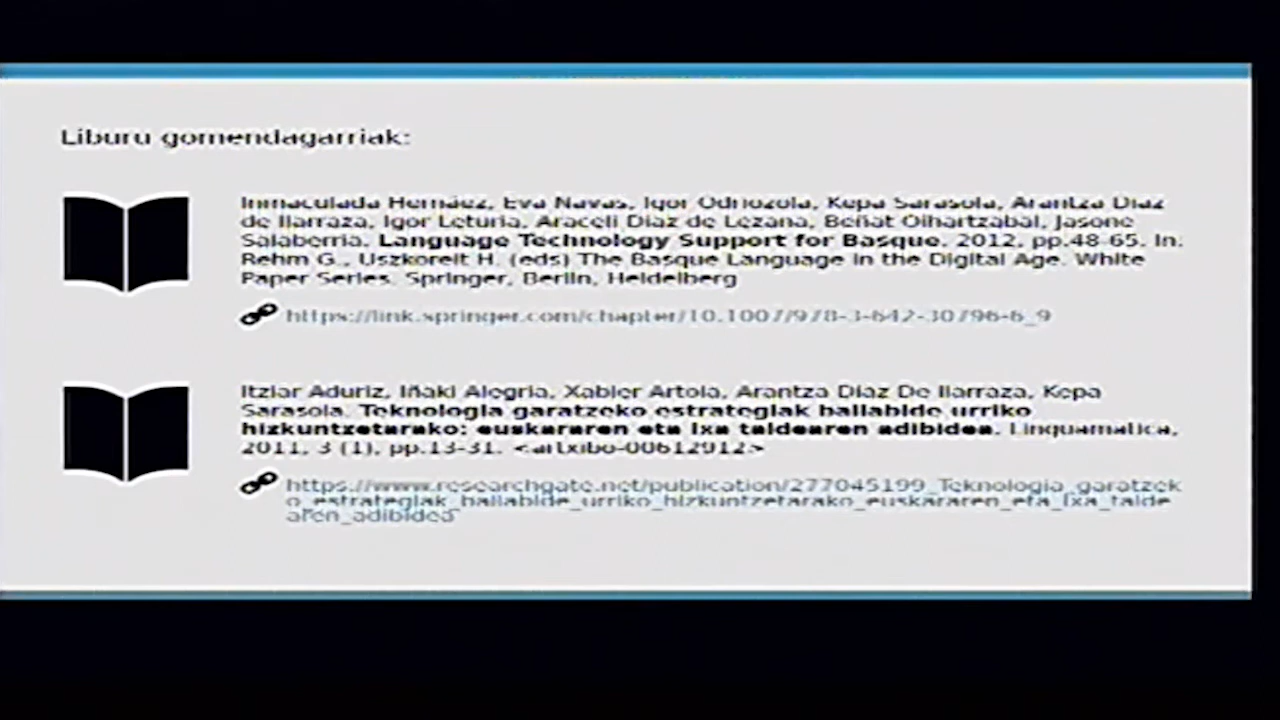 Liburu gomendagarriak:
Inmaculada Hernáez, Eva Navas, Igor Odriozola, Kepa Sarasola, Arantza Diaz
de Ilarraza, Igor Leturia, Araceli Diaz de Lezana, Beñat Oihartzabal, Jasone
Salaberria. Language Technology Support for Basque. 2012, pp.48-65. In:
Rehm G., Uszkoreit H. (eds) The Basque Language in the Digital Age. White
Paper Series. Springer, Berlin, Heidelberg
https://link.springer.com/chapter/10.1007/978-3-642-30796-6_9
Itziar Aduriz, Iñaki Alegria, Xabier Artola, Arantza Diaz De Ilarraza, Kepa
Sarasola. Teknologia garatzeko estrategiak baliabide urriko
hizkuntzetarako: euskararen eta Ixa taldearen adibidea. Linguamatica,
2011, 3 (1), pp.13-31. <artxibo-00612912>
https://www.researchgate.net/publication/277045199_Teknologia_garatzek
o_estrategiak_baliabide_urriko_hizkuntzetarako_euskararen_eta_Ixa_talde
aren_adibidea